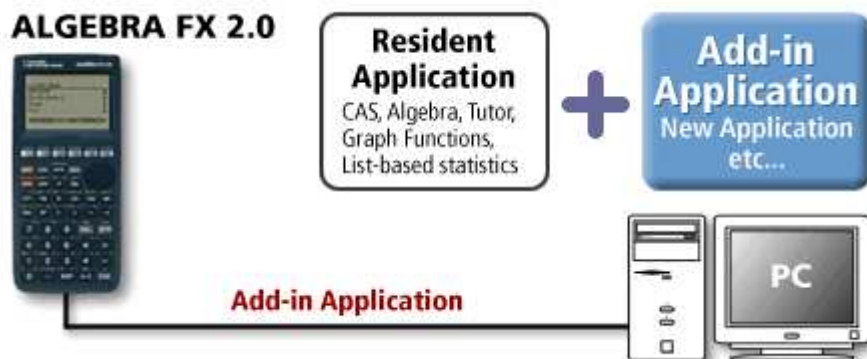 ALGEBRA FX 2.0
Resident
Application
CAS, Algebra, Tutor,
Graph Functions,
List-based statistics
Add-in
Application
New Application
etc...
Add-in Application
PC